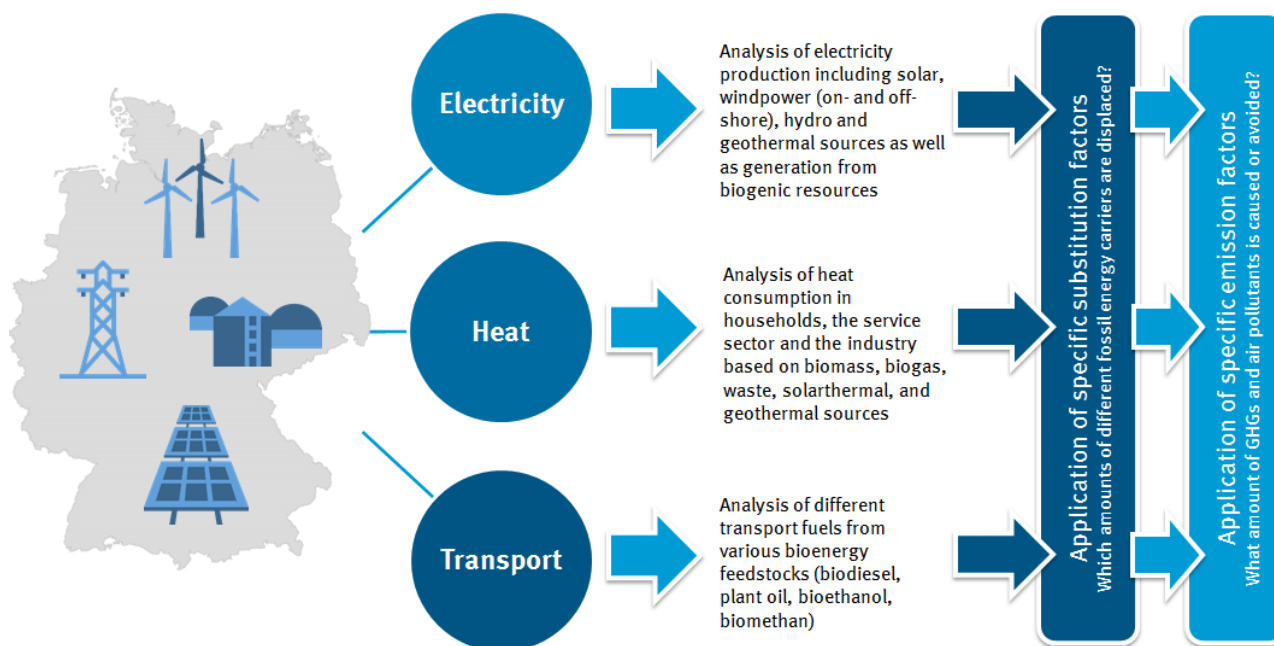 Electricity
Analysis of electricity
production including solar,
windpower (on- and off-
shore), hydro and
geothermal sources as well
as generation from
biogenic resources
Heat
Analysis of heat
consumption in
households, the service
sector and the industry
based on biomass, biogas,
waste, solarthermal, and
geothermal sources
Transport
Analysis of different
transport fuels from
various bioenergy
feedstocks (biodiesel,
plant oil, bioethanol,
biomethan)
Application of specific substitution factors
Which amounts of different fossil energy carriers are displaced?
Application of specific emission factors
What amount of GHGs and air pollutants is caused or avoided?